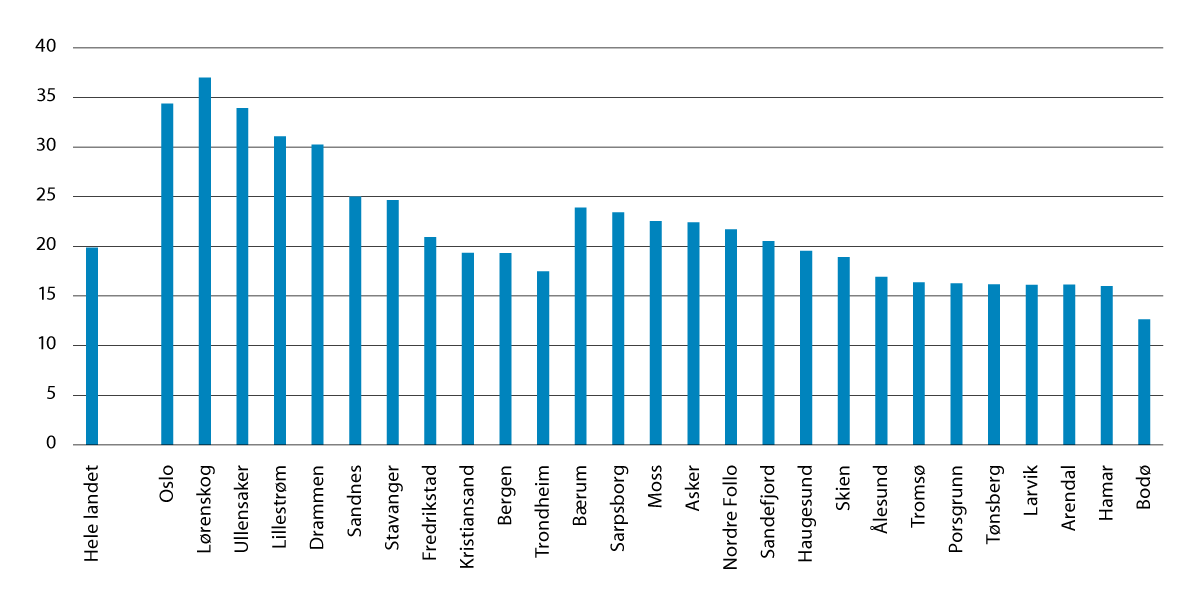 40
35
30
25
20
15
10
5
0
Hele landet
Oslo
Lørenskog
Ullensaker
Lillestrøm
Drammen
Sandnes
Stavanger
Fredrikstad
Kristiansand
Bergen
Trondheim
Bærum
Sarpsborg
Moss
Asker
Nordre Follo
Sandefjord
Haugesund
Skien
Ålesund
Tromsø
Porsgrunn
Tønsberg
Larvik
Arendal
Hamar
Bodø